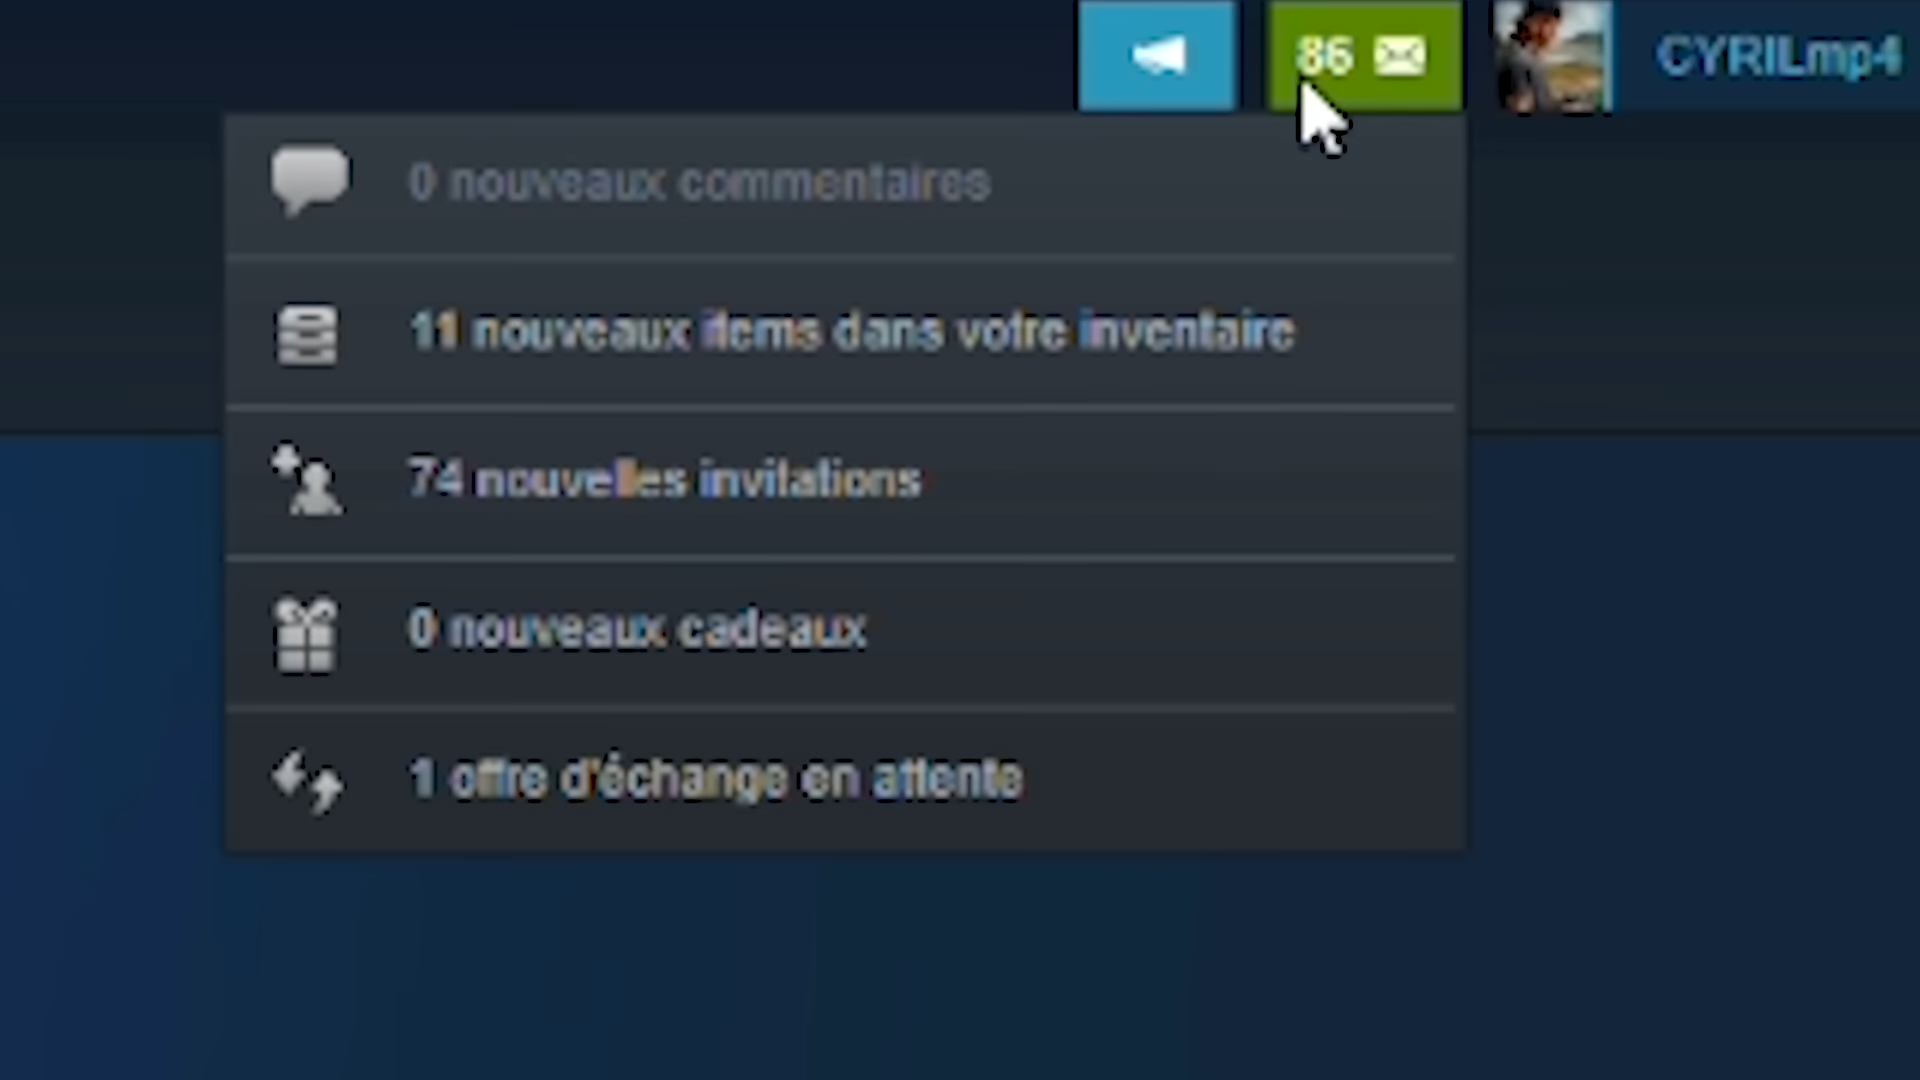 86
CYRILmp4
0 nouveaux commentaires
11 nouveaux items dans votre inventaire
74 nouvelles invitations
0 nouveaux cadeaux
1 offre d'échange en attente